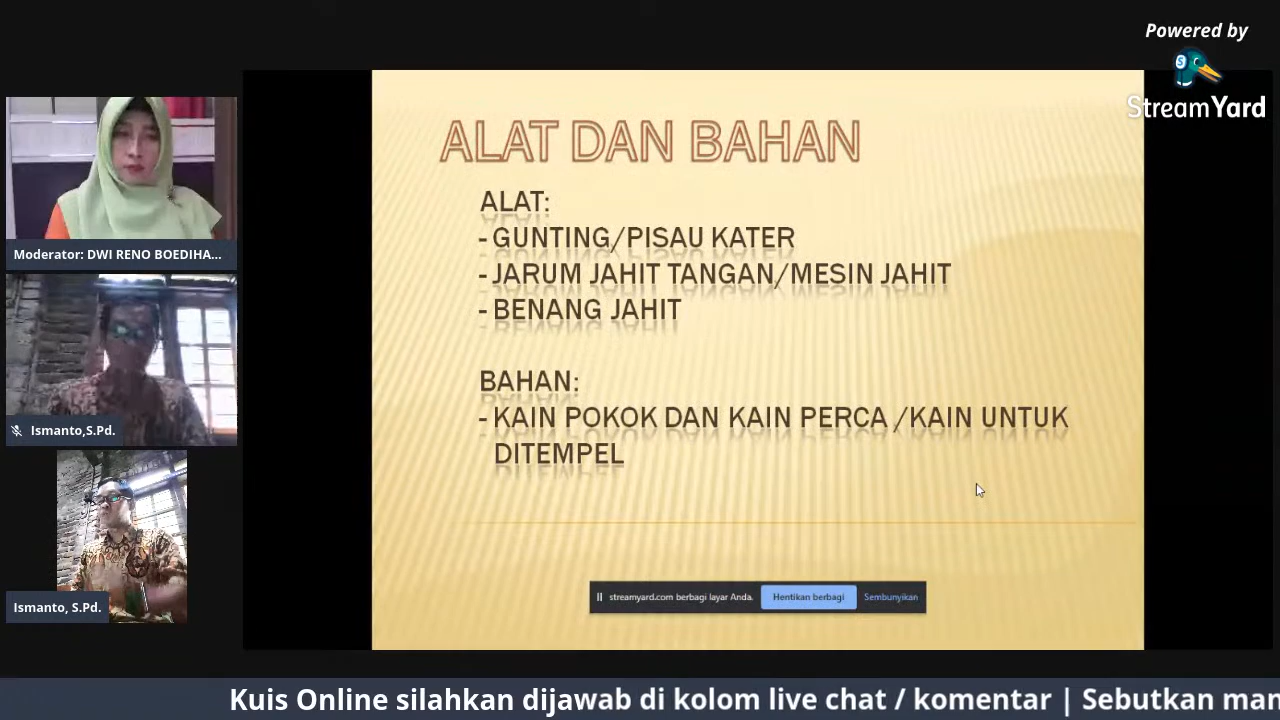 Powered by
StreamYard
ALAT DAN BAHAN
ALAT:
- GUNTING/PISAU KATER
- JARUM JAHIT TANGAN/MESIN JAHIT
- BENANG JAHIT
BAHAN:
- KAIN POKOK DAN KAIN PERCA /KAIN UNTUK
DITEMPEL
streamyard.com berbagi layar Anda. Hentikan berbagi Sembunyikan
Moderator: DWI RENO BOEDIHA...
Ismanto,S.Pd.
Ismanto, S.Pd.
Kuis Online silahkan dijawab di kolom live chat / komentar | Sebutkan